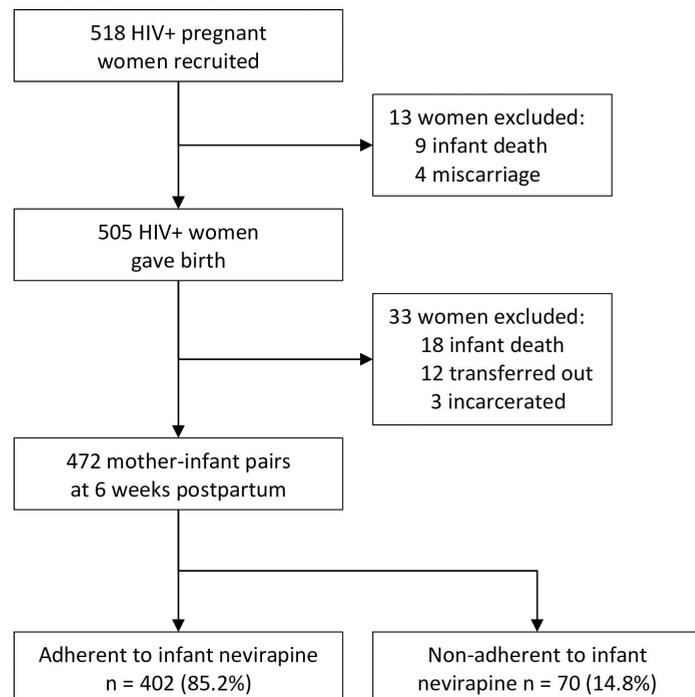 518 HIV+ pregnant
women recruited
13 women excluded:
9 infant death
4 miscarriage
505 HIV+ women
gave birth
33 women excluded:
18 infant death
12 transferred out
3 incarcerated
472 mother-infant pairs
at 6 weeks postpartum
Adherent to infant nevirapine
n = 402 (85.2%)
Non-adherent to infant
nevirapine n = 70 (14.8%)